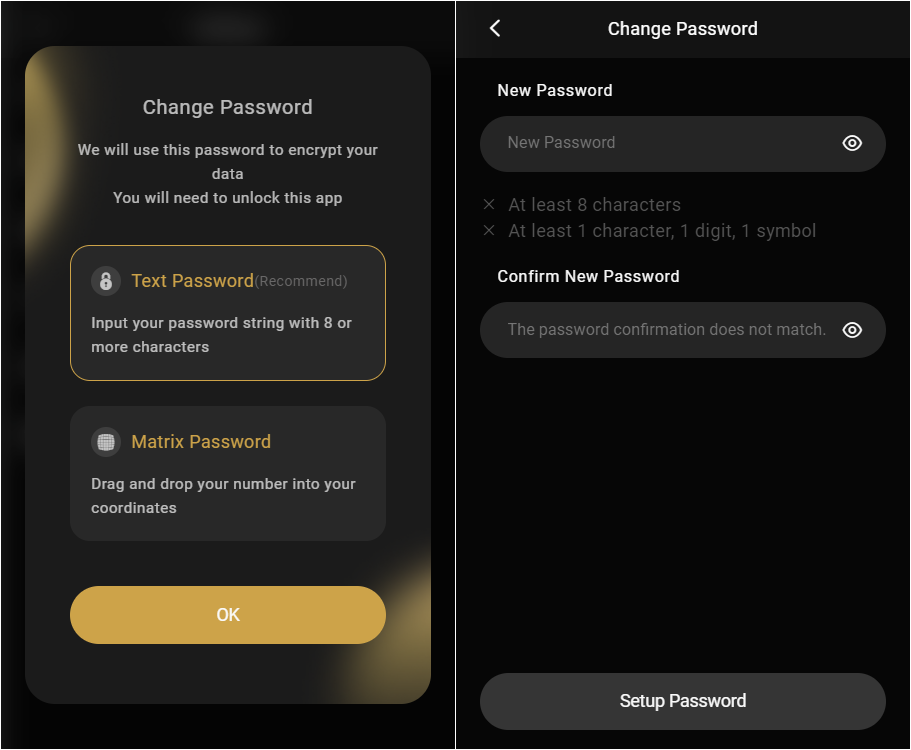 Change Password
We will use this password to encrypt your
data
You will need to unlock this app
Text Password(Recommend)
Input your password string with 8 or
more characters
Matrix Password
Drag and drop your number into your
coordinates
OK
Change Password
New Password
New Password
At least 8 characters
At least 1 character, 1 digit, 1 symbol
Confirm New Password
The password confirmation does not match.
Setup Password